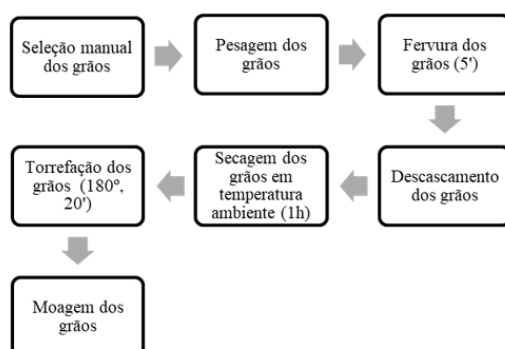 Seleção manual
dos grãos
Pesagem dos
grãos
Fervura dos
grãos (5')
Descascamento
dos grãos
Secagem dos
grãos em
temperatura
ambiente (1h)
Torrefação dos
grãos (180º,
20')
Moagem dos
grãos